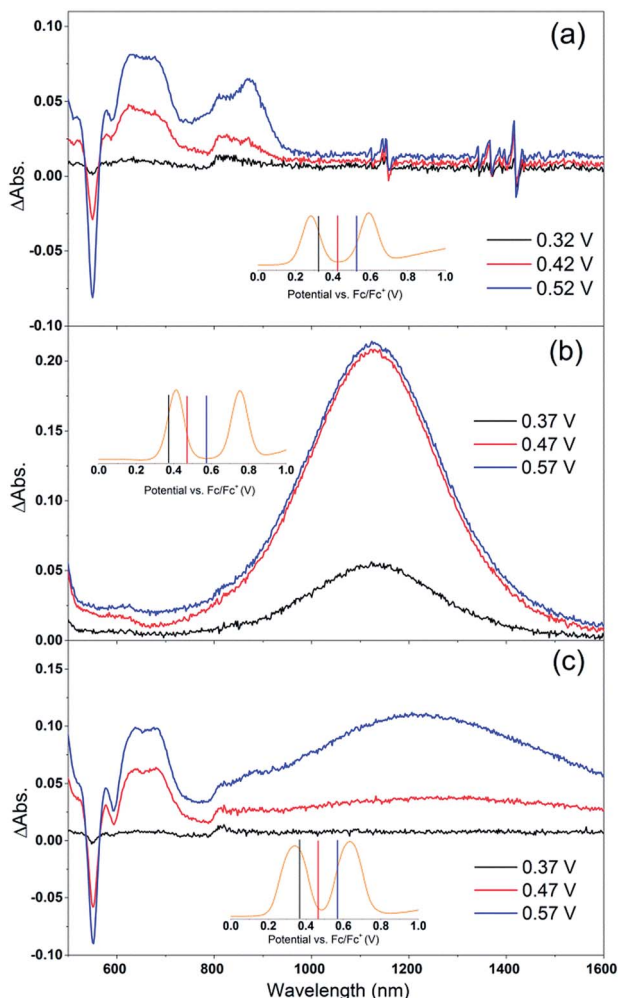 (a)
0.10
0.05
0.00
-0.05
-0.10
ΔAbs.
0.0 0.2 0.4 0.6 0.8 1.0
Potential vs. Fc/Fc+ (V)
0.32 V
0.42 V
0.52 V
(b)
0.20
0.15
0.10
0.05
0.00
ΔAbs.
0.0 0.2 0.4 0.6 0.8 1.0
Potential vs. Fc/Fc+ (V)
0.37 V
0.47 V
0.57 V
(c)
0.15
0.10
0.05
0.00
-0.05
-0.10
ΔAbs.
0.0 0.2 0.4 0.6 0.8 1.0
Potential vs. Fc/Fc+ (V)
0.37 V
0.47 V
0.57 V
600 800 1000 1200 1400 1600
Wavelength (nm)